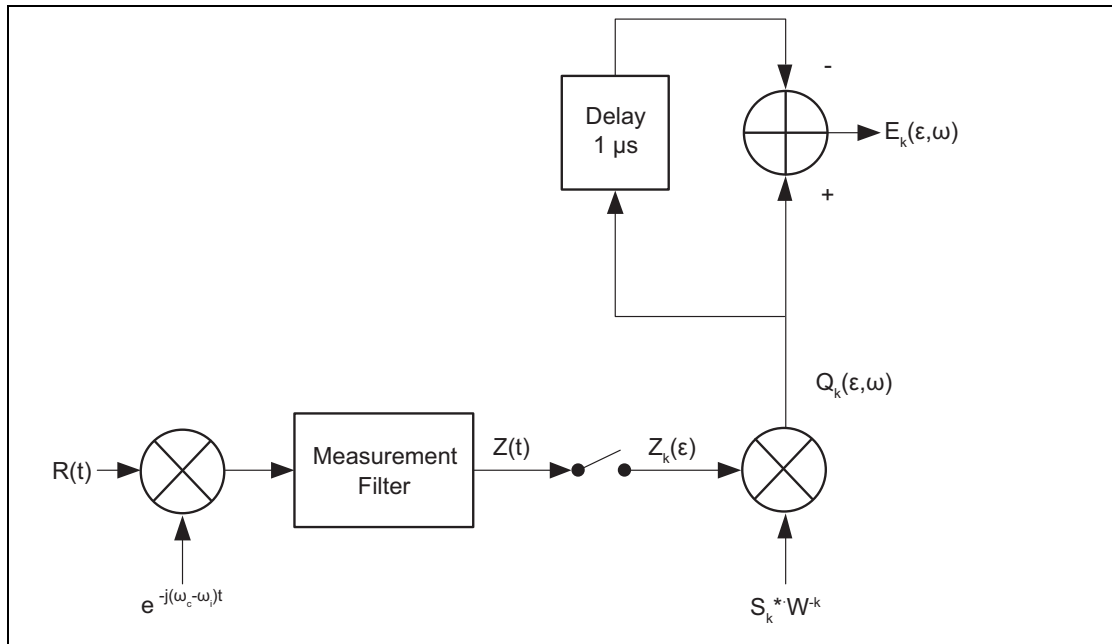 -
Delay
1 µs
E_k(ε,ω)
+
Q_k(ε,ω)
R(t)
Measurement
Filter
Z(t)
Z_k(ε)
e^-j(ω_c-ω_i)t
S_k*·W^-k